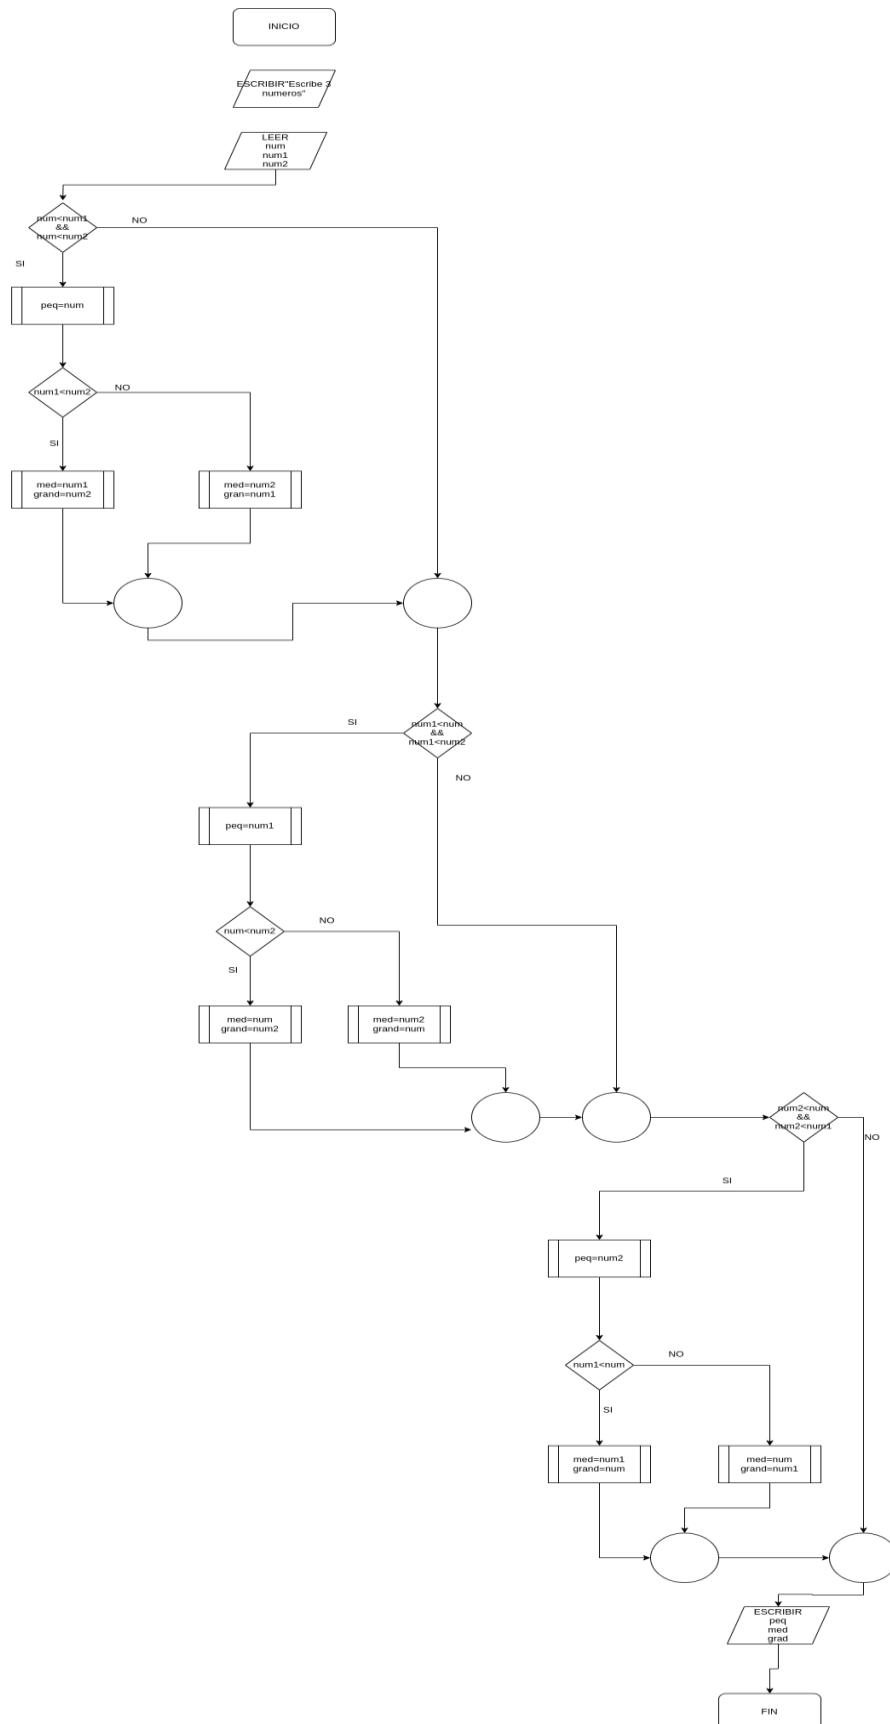 INICIO
ESCRIBIR"Escribe 3
numeros"
LEER
num
num1
num2
num<num1
&&
num<num2
NO
SI
peq=num
num1<num2
NO
SI
med=num1
grand=num2
med=num2
gran=num1
num1<num
&&
num1<num2
SI
NO
peq=num1
num<num2
NO
SI
med=num
grand=num2
med=num2
grand=num
num2<num
&&
num2<num1
NO
SI
peq=num2
num1<num
NO
SI
med=num1
grand=num
med=num
grand=num1
ESCRIBIR
peq
med
grad
FIN